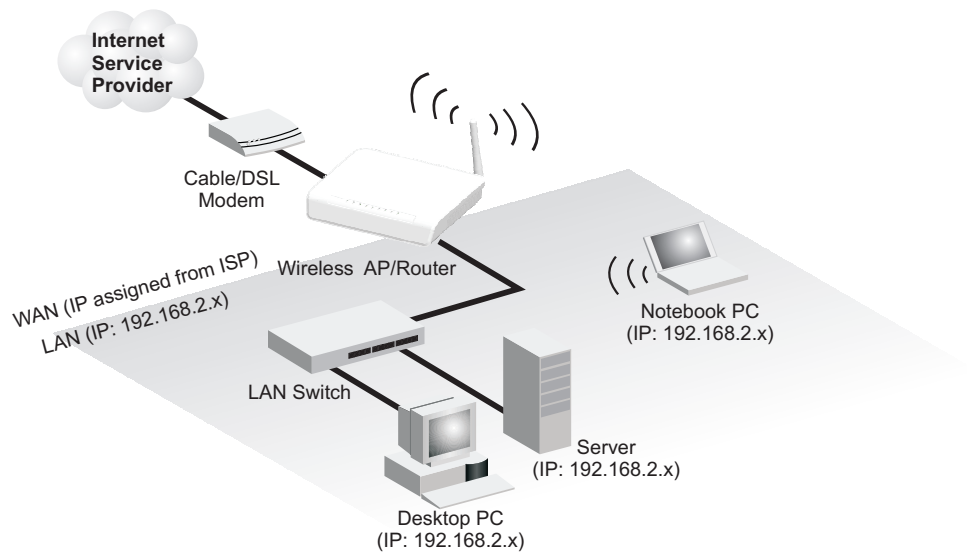 Internet
Service
Provider
Cable/DSL
Modem
Wireless AP/Router
WAN (IP assigned from ISP)
LAN (IP: 192.168.2.x)
Notebook PC
(IP: 192.168.2.x)
LAN Switch
Server
(IP: 192.168.2.x)
Desktop PC
(IP: 192.168.2.x)